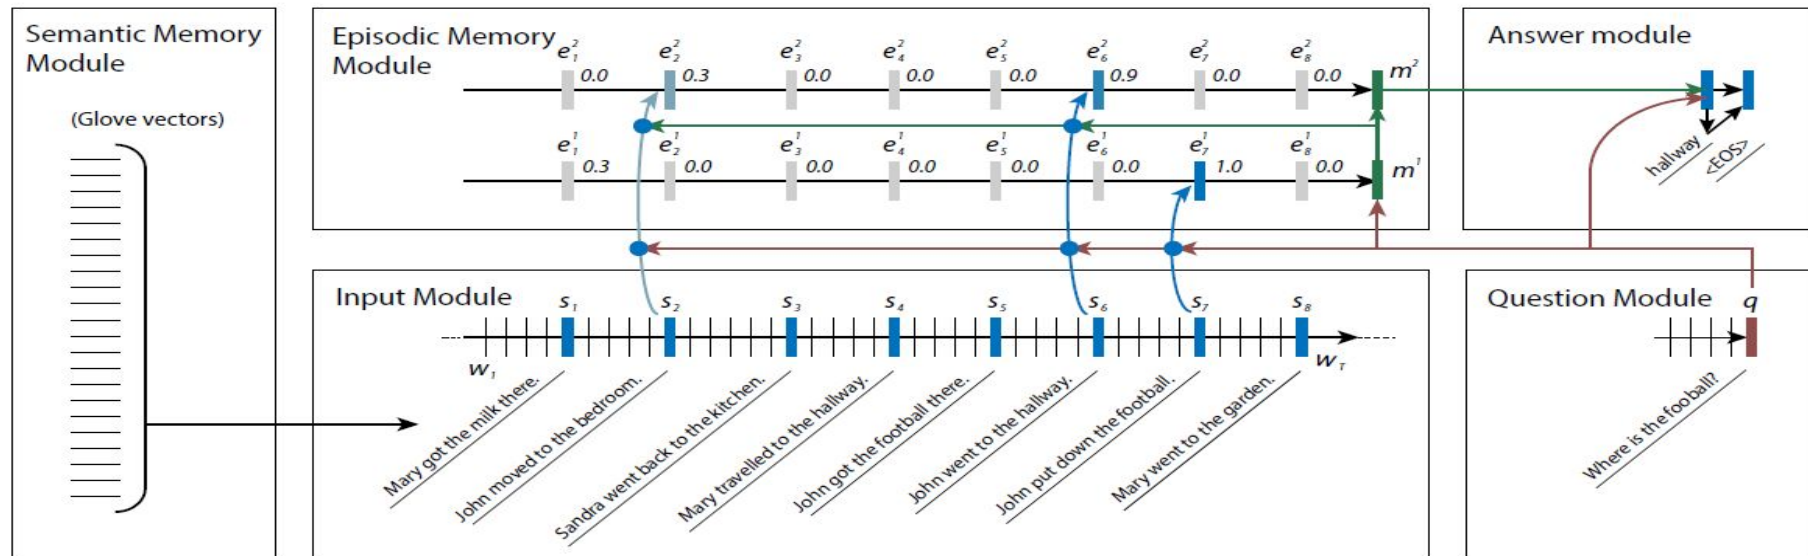 Semantic Memory
Module
(Glove vectors)
Episodic Memory
Module
e₁² e₂² e₃² e₄² e₅² e₆² e₇² e₈²
0.0 0.3 0.0 0.0 0.0 0.9 0.0 0.0 m²
e₁¹ e₂¹ e₃¹ e₄¹ e₅¹ e₆¹ e₇¹ e₈¹
0.3 0.0 0.0 0.0 0.0 0.0 1.0 0.0 m¹
Answer module
hallway
<EOS>
Input Module
s₁ s₂ s₃ s₄ s₅ s₆ s₇ s₈
w₁ w_T
Mary got the milk there.
John moved to the bedroom.
Sandra went back to the kitchen.
Mary travelled to the hallway.
John got the football there.
John went to the hallway.
John put down the football.
Mary went to the garden.
Question Module
q
Where is the fooball?